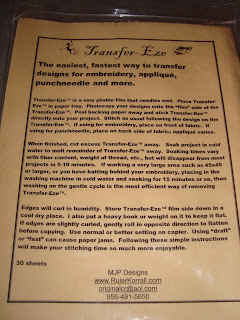 Transfer-Eze
The easiest, fastest way to transfer
designs for embroidery, appliqué,
punchneedle and more.
Transfer-Eze™ is a very pliable film that needles well. Place Transfer-
Eze™ in paper tray. Photocopy your designs onto the "film" side of the
Transfer-Eze™. Peel backing paper away and stick Transfer-Eze™
directly onto your project. Stitch as usual following the design on the
Transfer-Eze™. If using for embroidery, place on front of fabric. If
using for punchneedle, place on back side of fabric, appliqué varies.
When finished, cut excess Transfer-Eze™ away. Soak project in cold
water to melt remainder of Transfer-Eze™ away. Soaking times vary
with fiber content, weight of thread, etc., but will disappear from most
projects in 5-10 minutes. If working a very large area such as 45x45
or larger, or you have batting behind your embroidery, placing in the
washing machine in cold water and soaking for 15 minutes or so, then
washing on the gentle cycle is the most efficient way of removing
Transfer-Eze™.
Edges will curl in humidity. Store Transfer-Eze™ film side down in a
cool dry place. I also put a heavy book or weight on it to keep it flat.
If edges are slightly curled, gently roll in opposite direction to flatten
before copying. Use normal or better setting on copier. Using "draft"
or "fast" can cause paper jams. Following these simple instructions
will make your stitching time so much more enjoyable.
30 sheets
MJP Designs
www.RulerKorrall.com
originalcr@aol.com
956-491-5650